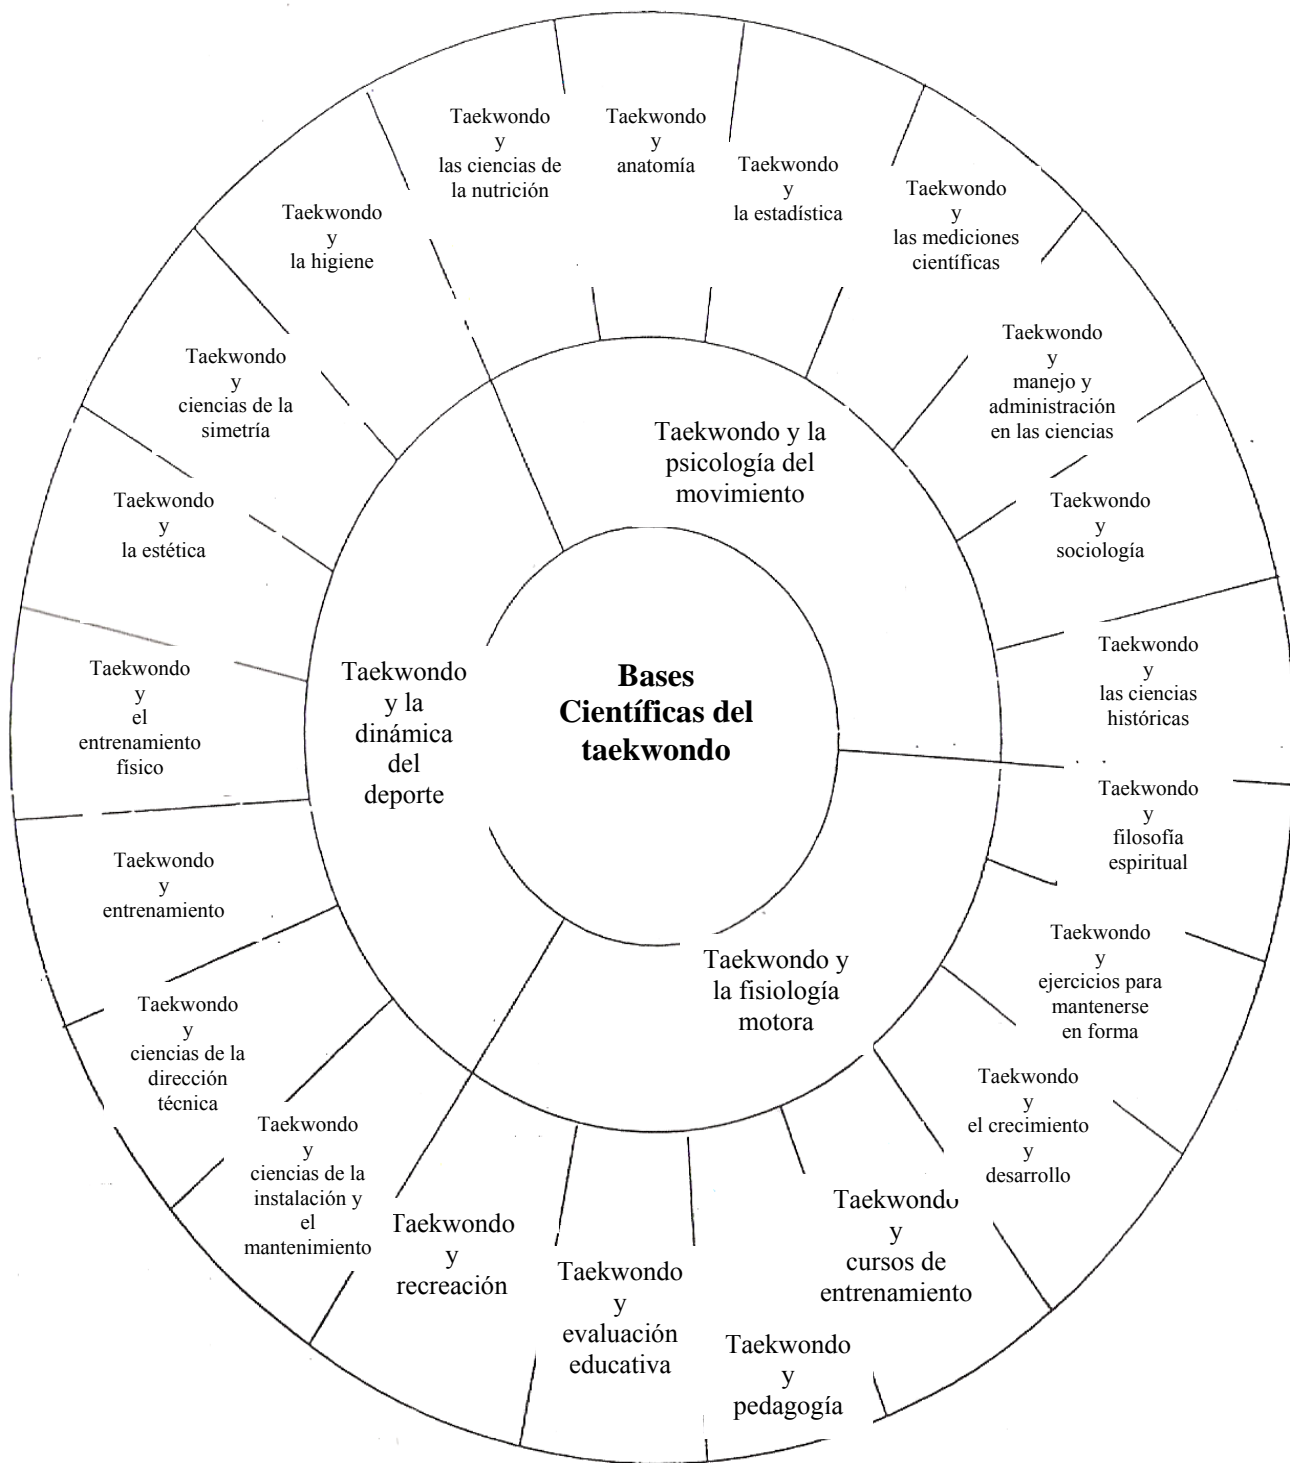 Taekwondo
y
las ciencias de
la nutrición
Taekwondo
y
anatomía
Taekwondo
y
la estadística
Taekwondo
y
las mediciones
científicas
Taekwondo
y
manejo y
administración
en las ciencias
Taekwondo
y
sociología
Taekwondo
y
las ciencias
históricas
Taekwondo
y
filosofía
espiritual
Taekwondo
y
ejercicios para
mantenerse
en forma
Taekwondo
y
el crecimiento
y
desarrollo
Taekwondo
y
cursos de
entrenamiento
Taekwondo
y
pedagogía
Taekwondo
y
evaluación
educativa
Taekwondo
y
recreación
Taekwondo
y
ciencias de la
instalación y
el
mantenimiento
Taekwondo
y
ciencias de la
dirección
técnica
Taekwondo
y
entrenamiento
Taekwondo
y
el
entrenamiento
físico
Taekwondo
y
la estética
Taekwondo
y
ciencias de la
simetría
Taekwondo
y
la higiene
Taekwondo y la
psicología del
movimiento
Taekwondo
y la
dinámica
del
deporte
Bases
Científicas del
taekwondo
Taekwondo y
la fisiología
motora